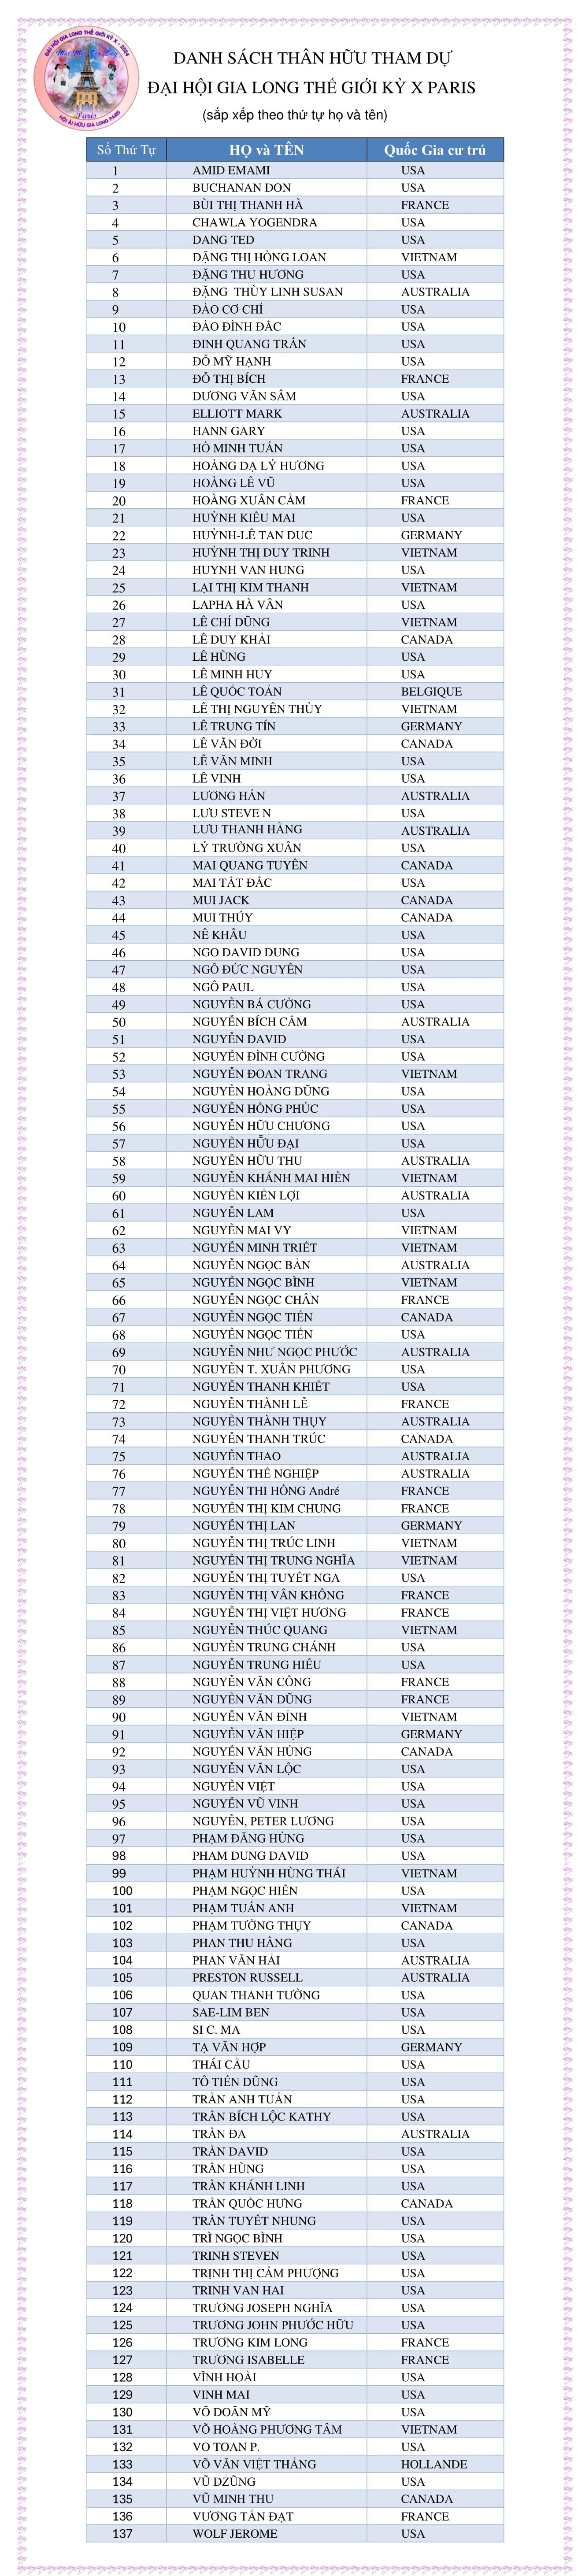 ĐẠI HỘI GIA LONG THẾ GIỚI KỲ X - 2024
Paris
HỘI ÁI HỮU GIA LONG PARIS
DANH SÁCH THÂN HỮU THAM DỰ
ĐẠI HỘI GIA LONG THẾ GIỚI KỲ X PARIS
(sắp xếp theo thứ tự họ và tên)
Số Thứ Tự HỌ và TÊN Quốc Gia cư trú
1 AMID EMAMI USA
2 BUCHANAN DON USA
3 BÙI THỊ THANH HÀ FRANCE
4 CHAWLA YOGENDRA USA
5 DANG TED USA
6 ĐẶNG THỊ HỒNG LOAN VIETNAM
7 ĐẶNG THU HƯƠNG USA
8 ĐẶNG THÙY LINH SUSAN AUSTRALIA
9 ĐÀO CƠ CHÍ USA
10 ĐÀO ĐÌNH ĐẮC USA
11 ĐINH QUANG TRẤN USA
12 ĐỖ MỸ HẠNH USA
13 ĐỖ THỊ BÍCH FRANCE
14 DƯƠNG VĂN SÂM USA
15 ELLIOTT MARK AUSTRALIA
16 HANN GARY USA
17 HỒ MINH TUẤN USA
18 HOÀNG DẠ LÝ HƯƠNG USA
19 HOÀNG LÊ VŨ USA
20 HOÀNG XUÂN CẢM FRANCE
21 HUỲNH KIỀU MAI USA
22 HUỲNH-LÊ TAN DUC GERMANY
23 HUỲNH THỊ DUY TRINH VIETNAM
24 HUYNH VAN HUNG USA
25 LẠI THỊ KIM THANH VIETNAM
26 LAPHA HÀ VÂN USA
27 LÊ CHÍ DŨNG VIETNAM
28 LÊ DUY KHẢI CANADA
29 LÊ HÙNG USA
30 LÊ MINH HUY USA
31 LÊ QUỐC TOẢN BELGIQUE
32 LÊ THỊ NGUYÊN THỦY VIETNAM
33 LÊ TRUNG TÍN GERMANY
34 LÊ VĂN ĐỜI CANADA
35 LÊ VĂN MINH USA
36 LÊ VINH USA
37 LƯƠNG HÁN AUSTRALIA
38 LƯU STEVE N USA
39 LƯU THANH HẰNG AUSTRALIA
40 LÝ TRƯỜNG XUÂN USA
41 MAI QUANG TUYÊN CANADA
42 MAI TẤT ĐẮC USA
43 MUI JACK CANADA
44 MUI THÚY CANADA
45 NÊ KHÂU USA
46 NGO DAVID DUNG USA
47 NGÔ ĐỨC NGUYÊN USA
48 NGÔ PAUL USA
49 NGUYỄN BÁ CƯỜNG USA
50 NGUYỄN BÍCH CẢM AUSTRALIA
51 NGUYỄN DAVID USA
52 NGUYỄN ĐÌNH CƯỜNG USA
53 NGUYỄN ĐOAN TRANG VIETNAM
54 NGUYỄN HOÀNG DŨNG USA
55 NGUYỄN HỒNG PHÚC USA
56 NGUYỄN HỮU CHƯƠNG USA
57 NGUYỄN HỮU ĐẠI USA
58 NGUYỄN HỮU THU AUSTRALIA
59 NGUYỄN KHÁNH MAI HIỀN VIETNAM
60 NGUYỄN KIẾN LỢI AUSTRALIA
61 NGUYỄN LAM USA
62 NGUYỄN MAI VY VIETNAM
63 NGUYỄN MINH TRIẾT VIETNAM
64 NGUYỄN NGỌC BẢN AUSTRALIA
65 NGUYỄN NGỌC BÌNH VIETNAM
66 NGUYỄN NGỌC CHÂN FRANCE
67 NGUYỄN NGỌC TIẾN CANADA
68 NGUYỄN NGỌC TIẾN USA
69 NGUYỄN NHƯ NGỌC PHƯỚC AUSTRALIA
70 NGUYỄN T. XUÂN PHƯƠNG USA
71 NGUYỄN THANH KHIẾT USA
72 NGUYỄN THÀNH LỄ FRANCE
73 NGUYỄN THÀNH THỤY AUSTRALIA
74 NGUYỄN THANH TRÚC CANADA
75 NGUYỄN THAO AUSTRALIA
76 NGUYỄN THẾ NGHIỆP AUSTRALIA
77 NGUYỄN THI HỒNG André FRANCE
78 NGUYỄN THỊ KIM CHUNG FRANCE
79 NGUYỄN THỊ LAN GERMANY
80 NGUYỄN THỊ TRÚC LINH VIETNAM
81 NGUYỄN THỊ TRUNG NGHĨA VIETNAM
82 NGUYỄN THỊ TUYẾT NGA USA
83 NGUYỄN THỊ VÂN KHÔNG FRANCE
84 NGUYỄN THỊ VIỆT HƯƠNG FRANCE
85 NGUYỄN THÚC QUANG VIETNAM
86 NGUYỄN TRUNG CHÁNH USA
87 NGUYỄN TRUNG HIẾU USA
88 NGUYỄN VĂN CÔNG FRANCE
89 NGUYỄN VĂN DŨNG FRANCE
90 NGUYỄN VĂN ĐÍNH VIETNAM
91 NGUYỄN VĂN HIỆP GERMANY
92 NGUYỄN VĂN HÙNG CANADA
93 NGUYỄN VĂN LỘC USA
94 NGUYỄN VIỆT USA
95 NGUYỄN VŨ VINH USA
96 NGUYỄN, PETER LƯƠNG USA
97 PHẠM ĐĂNG HÙNG USA
98 PHAM DUNG DAVID USA
99 PHẠM HUỲNH HÙNG THÁI VIETNAM
100 PHẠM NGỌC HIỀN USA
101 PHẠM TUẤN ANH VIETNAM
102 PHẠM TƯỜNG THỤY CANADA
103 PHAN THU HẰNG USA
104 PHAN VĂN HẢI AUSTRALIA
105 PRESTON RUSSELL AUSTRALIA
106 QUAN THANH TƯỜNG USA
107 SAE-LIM BEN USA
108 SI C. MA USA
109 TẠ VĂN HỢP GERMANY
110 THÁI CẦU USA
111 TÔ TIẾN DŨNG USA
112 TRẦN ANH TUẤN USA
113 TRẦN BÍCH LỘC KATHY USA
114 TRẦN ĐA AUSTRALIA
115 TRẦN DAVID USA
116 TRẦN HÙNG USA
117 TRẦN KHÁNH LINH USA
118 TRẦN QUỐC HƯNG CANADA
119 TRẦN TUYẾT NHUNG USA
120 TRÌ NGỌC BÌNH USA
121 TRINH STEVEN USA
122 TRỊNH THỊ CẨM PHƯỢNG USA
123 TRINH VAN HAI USA
124 TRƯƠNG JOSEPH NGHĨA USA
125 TRƯƠNG JOHN PHƯỚC HỮU USA
126 TRƯƠNG KIM LONG FRANCE
127 TRƯƠNG ISABELLE FRANCE
128 VĨNH HOÀI USA
129 VINH MAI USA
130 VÕ DOÃN MỸ USA
131 VÕ HOÀNG PHƯƠNG TÂM VIETNAM
132 VO TOAN P. USA
133 VÕ VĂN VIỆT THẮNG HOLLANDE
134 VŨ DZŨNG USA
135 VŨ MINH THU CANADA
136 VƯƠNG TẤN ĐẠT FRANCE
137 WOLF JEROME USA